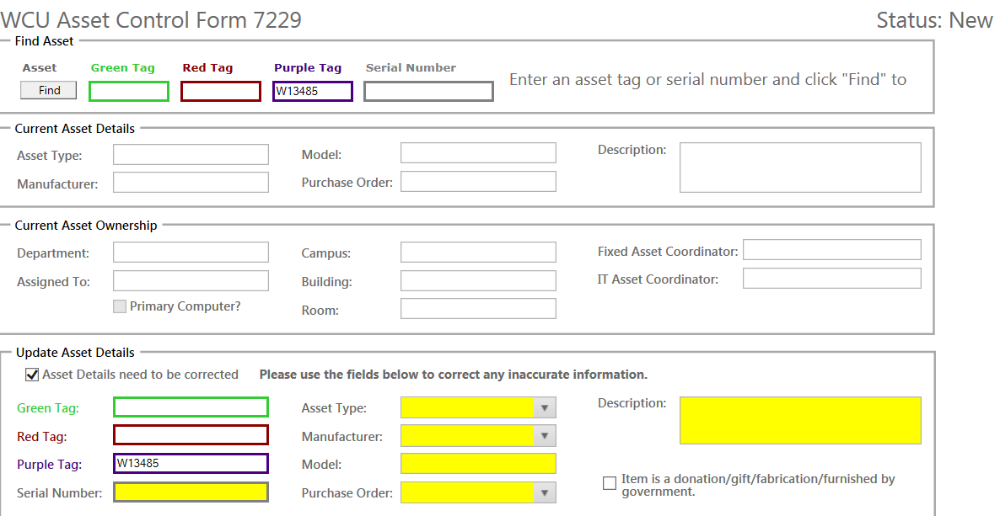 WCU Asset Control Form 7229 Status: New
Find Asset
Asset Green Tag Red Tag Purple Tag Serial Number
Find W13485 Enter an asset tag or serial number and click "Find" to
Current Asset Details
Asset Type: Model: Description:
Manufacturer: Purchase Order:
Current Asset Ownership
Department: Campus: Fixed Asset Coordinator:
Assigned To: Building: IT Asset Coordinator:
Primary Computer? Room:
Update Asset Details
Asset Details need to be corrected Please use the fields below to correct any inaccurate information.
Green Tag: Asset Type: Description:
Red Tag: Manufacturer:
Purple Tag: W13485 Model:
Serial Number: Purchase Order: Item is a donation/gift/fabrication/furnished by
government.